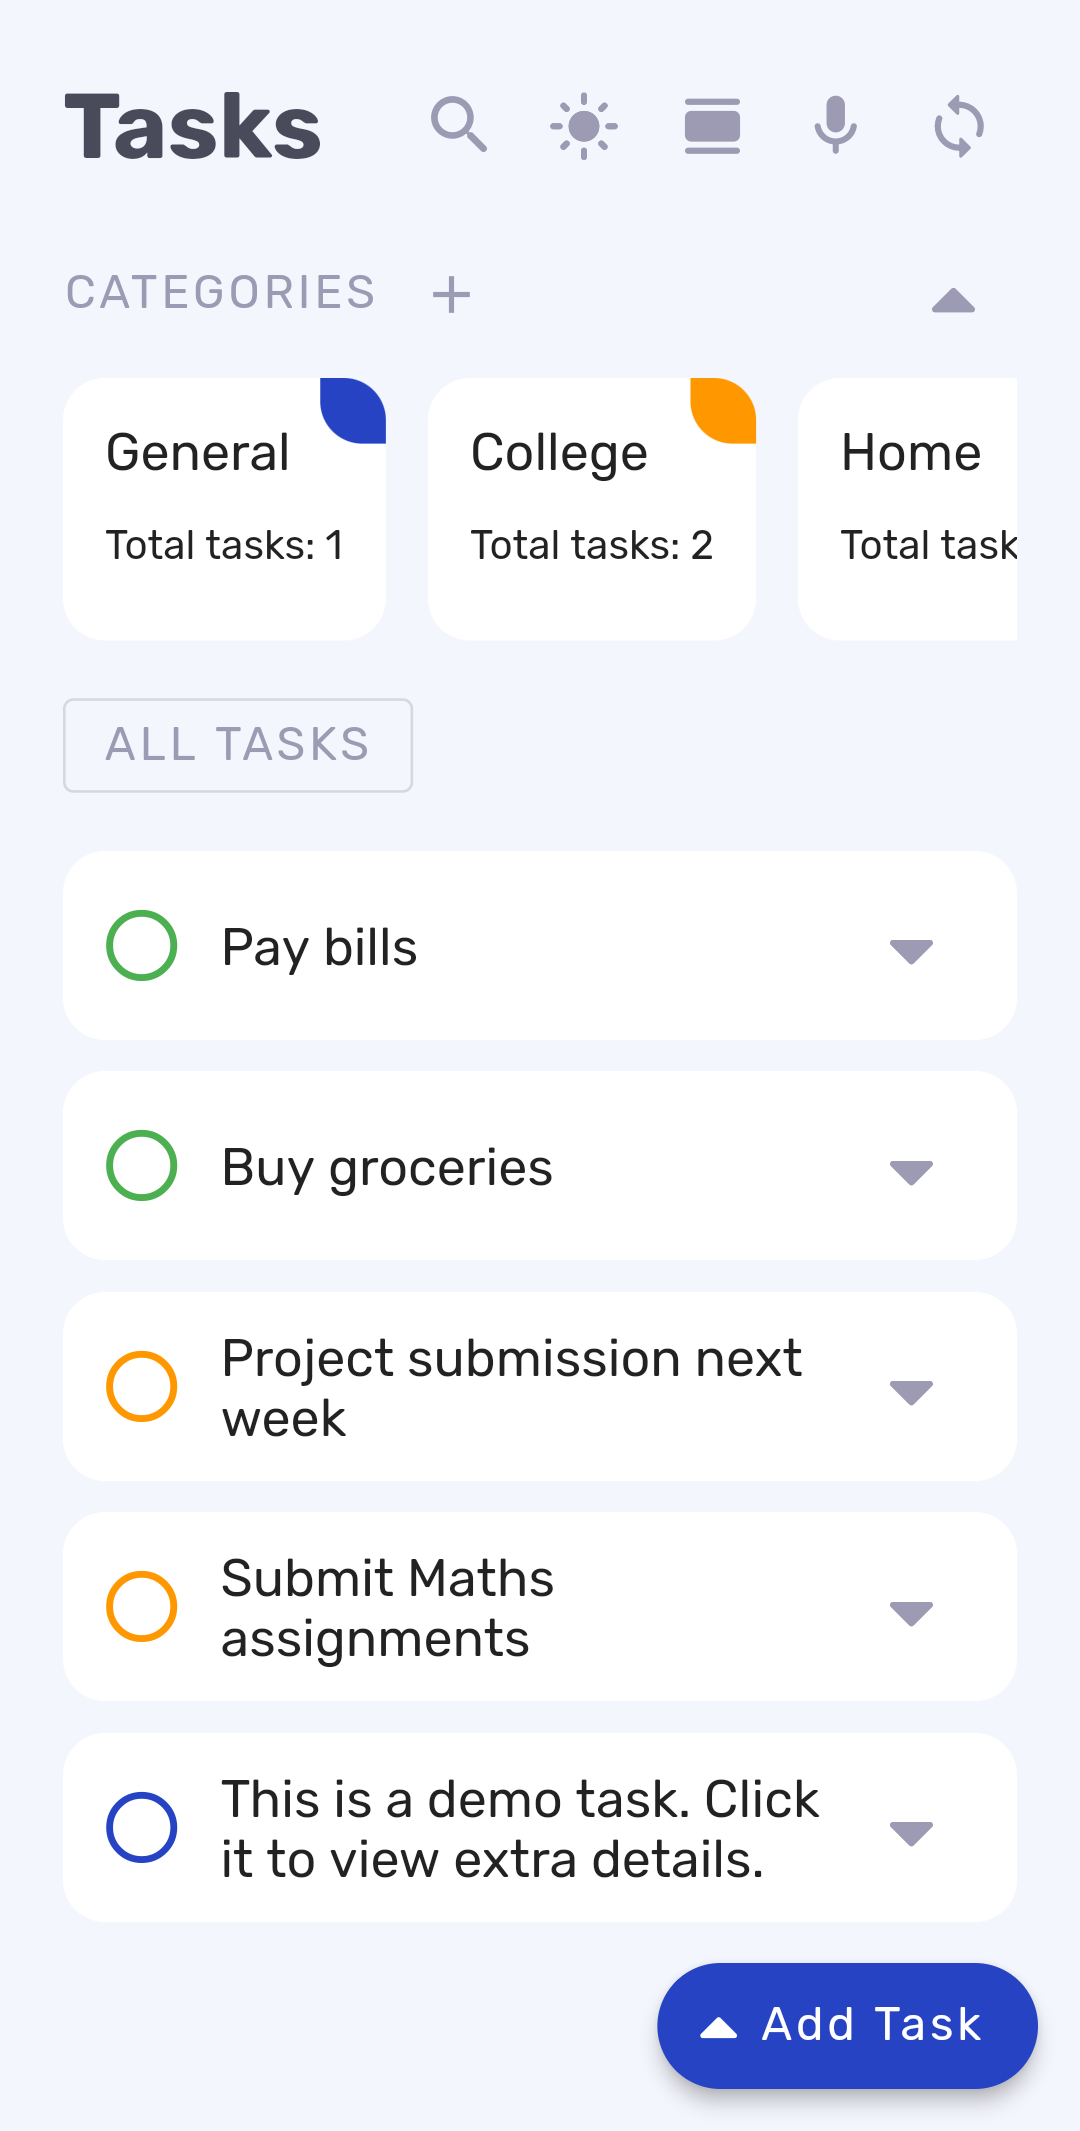 Tasks
CATEGORIES
General
College
Home
Total tasks: 1
Total tasks: 2
Total task
ALL TASKS
Pay bills
Buy groceries
Project submission next
week
Submit Maths
assignments
This is a demo task. Click
it to view extra details.
Add Task